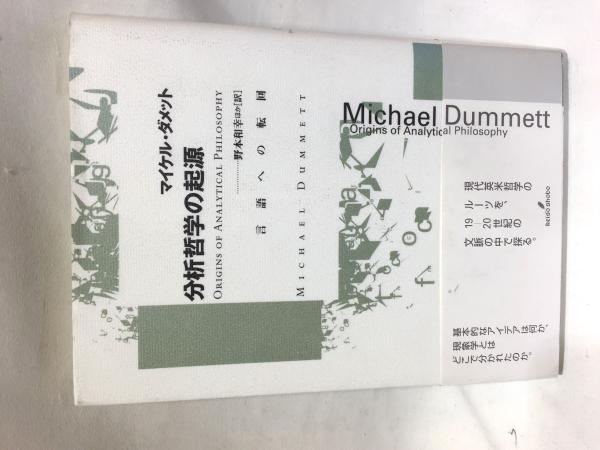 マイケル・ダメット
分析哲学の起源
ORIGINS OF ANALYTICAL PHILOSOPHY
野本和幸ほか[訳]
言語への転回
MICHAEL DUMMETT
Michael Dummett
Origins of Analytical Philosophy
現代英米哲学の
ルーツを、
19―20世紀の
文脈の中で探る。
keiso shobo
基本的なアイデアは何か、
現象学とは
どこで分かれたのか。